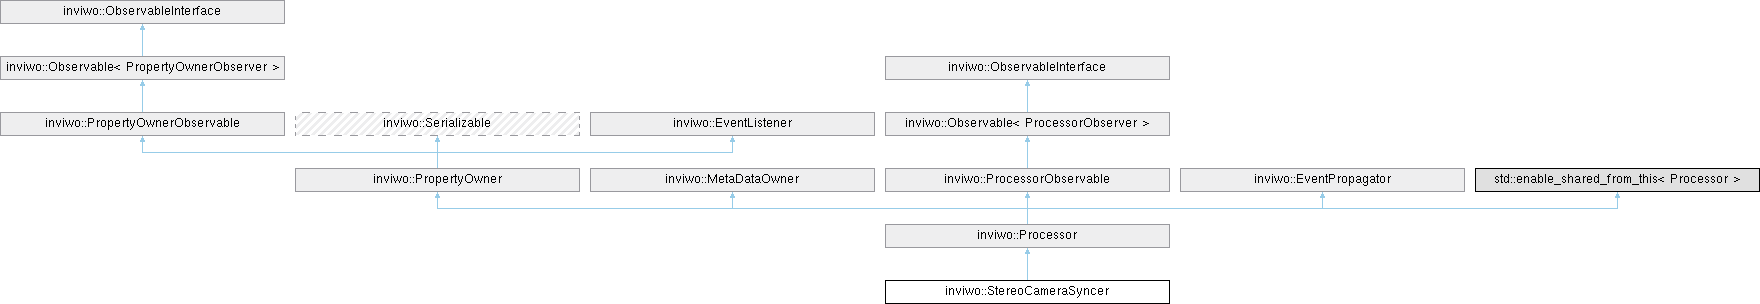 inviwo::ObservableInterface
inviwo::Observable< PropertyOwnerObserver >
inviwo::ObservableInterface
inviwo::PropertyOwnerObservable
inviwo::Serializable
inviwo::EventListener
inviwo::Observable< ProcessorObserver >
inviwo::PropertyOwner
inviwo::MetaDataOwner
inviwo::ProcessorObservable
inviwo::EventPropagator
std::enable_shared_from_this< Processor >
inviwo::Processor
inviwo::StereoCameraSyncer